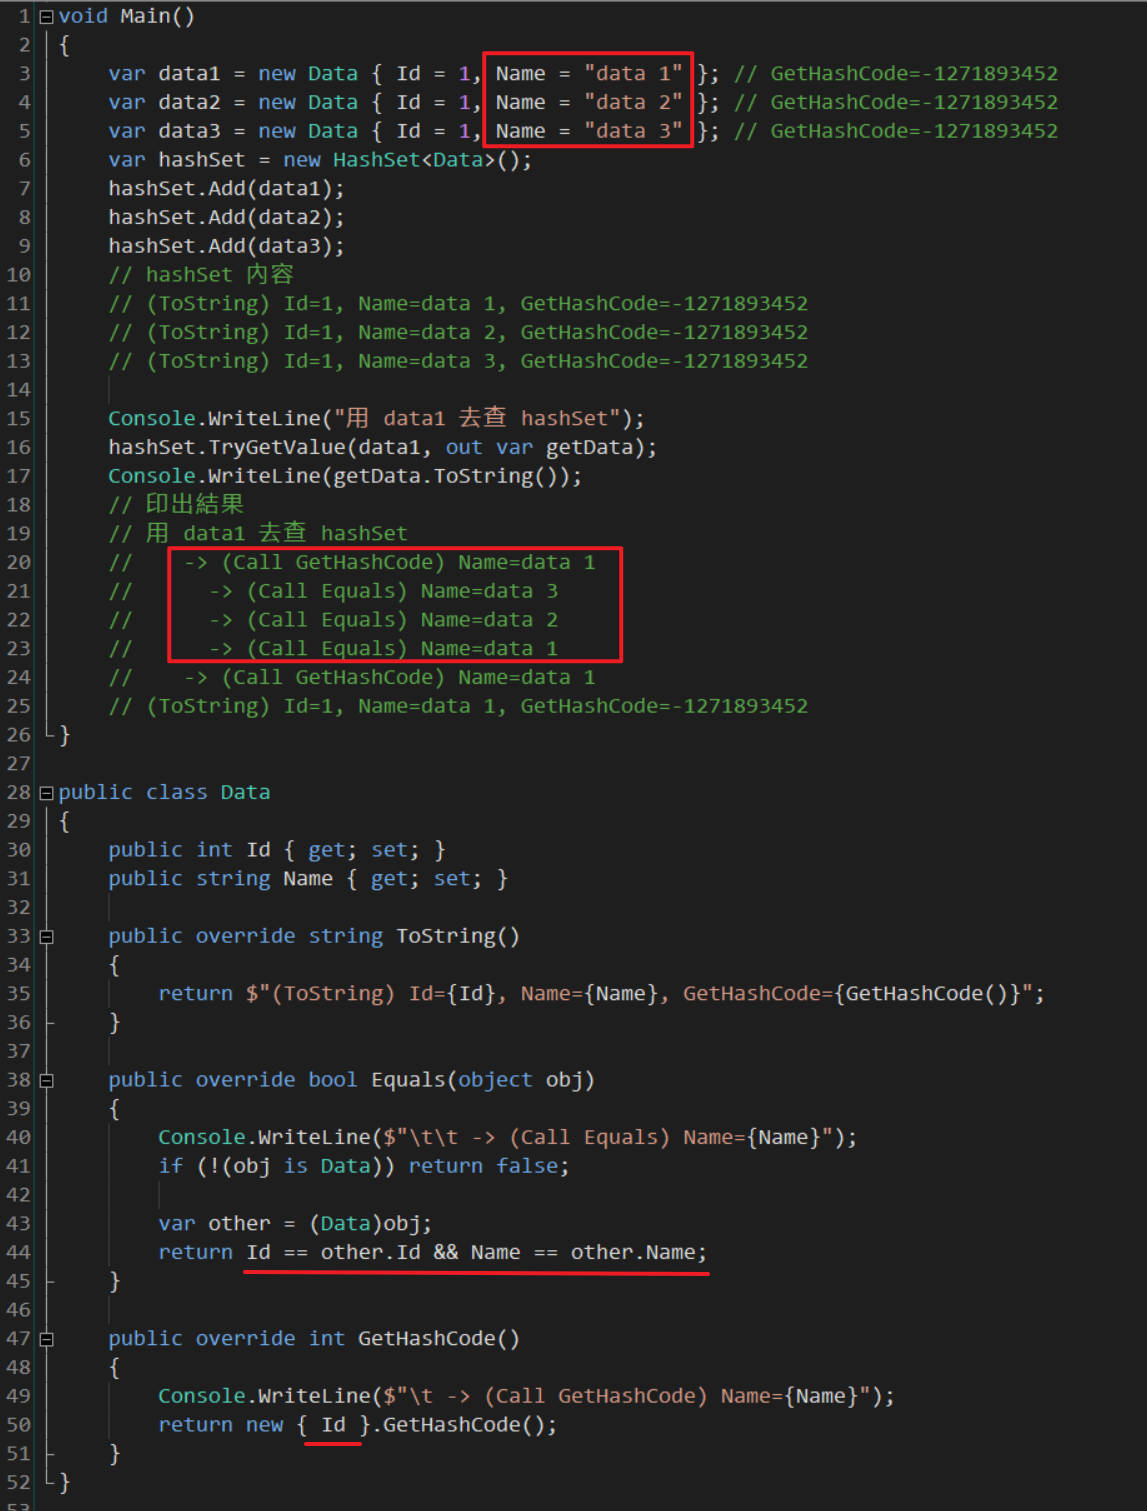 1 void Main()
2 {
3 var data1 = new Data { Id = 1, Name = "data 1" }; // GetHashCode=-1271893452
4 var data2 = new Data { Id = 1, Name = "data 2" }; // GetHashCode=-1271893452
5 var data3 = new Data { Id = 1, Name = "data 3" }; // GetHashCode=-1271893452
6 var hashSet = new HashSet<Data>();
7 hashSet.Add(data1);
8 hashSet.Add(data2);
9 hashSet.Add(data3);
10 // hashSet 內容
11 // (ToString) Id=1, Name=data 1, GetHashCode=-1271893452
12 // (ToString) Id=1, Name=data 2, GetHashCode=-1271893452
13 // (ToString) Id=1, Name=data 3, GetHashCode=-1271893452
14
15 Console.WriteLine("用 data1 去查 hashSet");
16 hashSet.TryGetValue(data1, out var getData);
17 Console.WriteLine(getData.ToString());
18 // 印出結果
19 // 用 data1 去查 hashSet
20 // -> (Call GetHashCode) Name=data 1
21 // -> (Call Equals) Name=data 3
22 // -> (Call Equals) Name=data 2
23 // -> (Call Equals) Name=data 1
24 // -> (Call GetHashCode) Name=data 1
25 // (ToString) Id=1, Name=data 1, GetHashCode=-1271893452
26 }
27
28 public class Data
29 {
30 public int Id { get; set; }
31 public string Name { get; set; }
32
33 public override string ToString()
34 {
35 return $"(ToString) Id={Id}, Name={Name}, GetHashCode={GetHashCode()}";
36 }
37
38 public override bool Equals(object obj)
39 {
40 Console.WriteLine($"\t\t -> (Call Equals) Name={Name}");
41 if (!(obj is Data)) return false;
42
43 var other = (Data)obj;
44 return Id == other.Id && Name == other.Name;
45 }
46
47 public override int GetHashCode()
48 {
49 Console.WriteLine($"\t -> (Call GetHashCode) Name={Name}");
50 return new { Id }.GetHashCode();
51 }
52 }
53